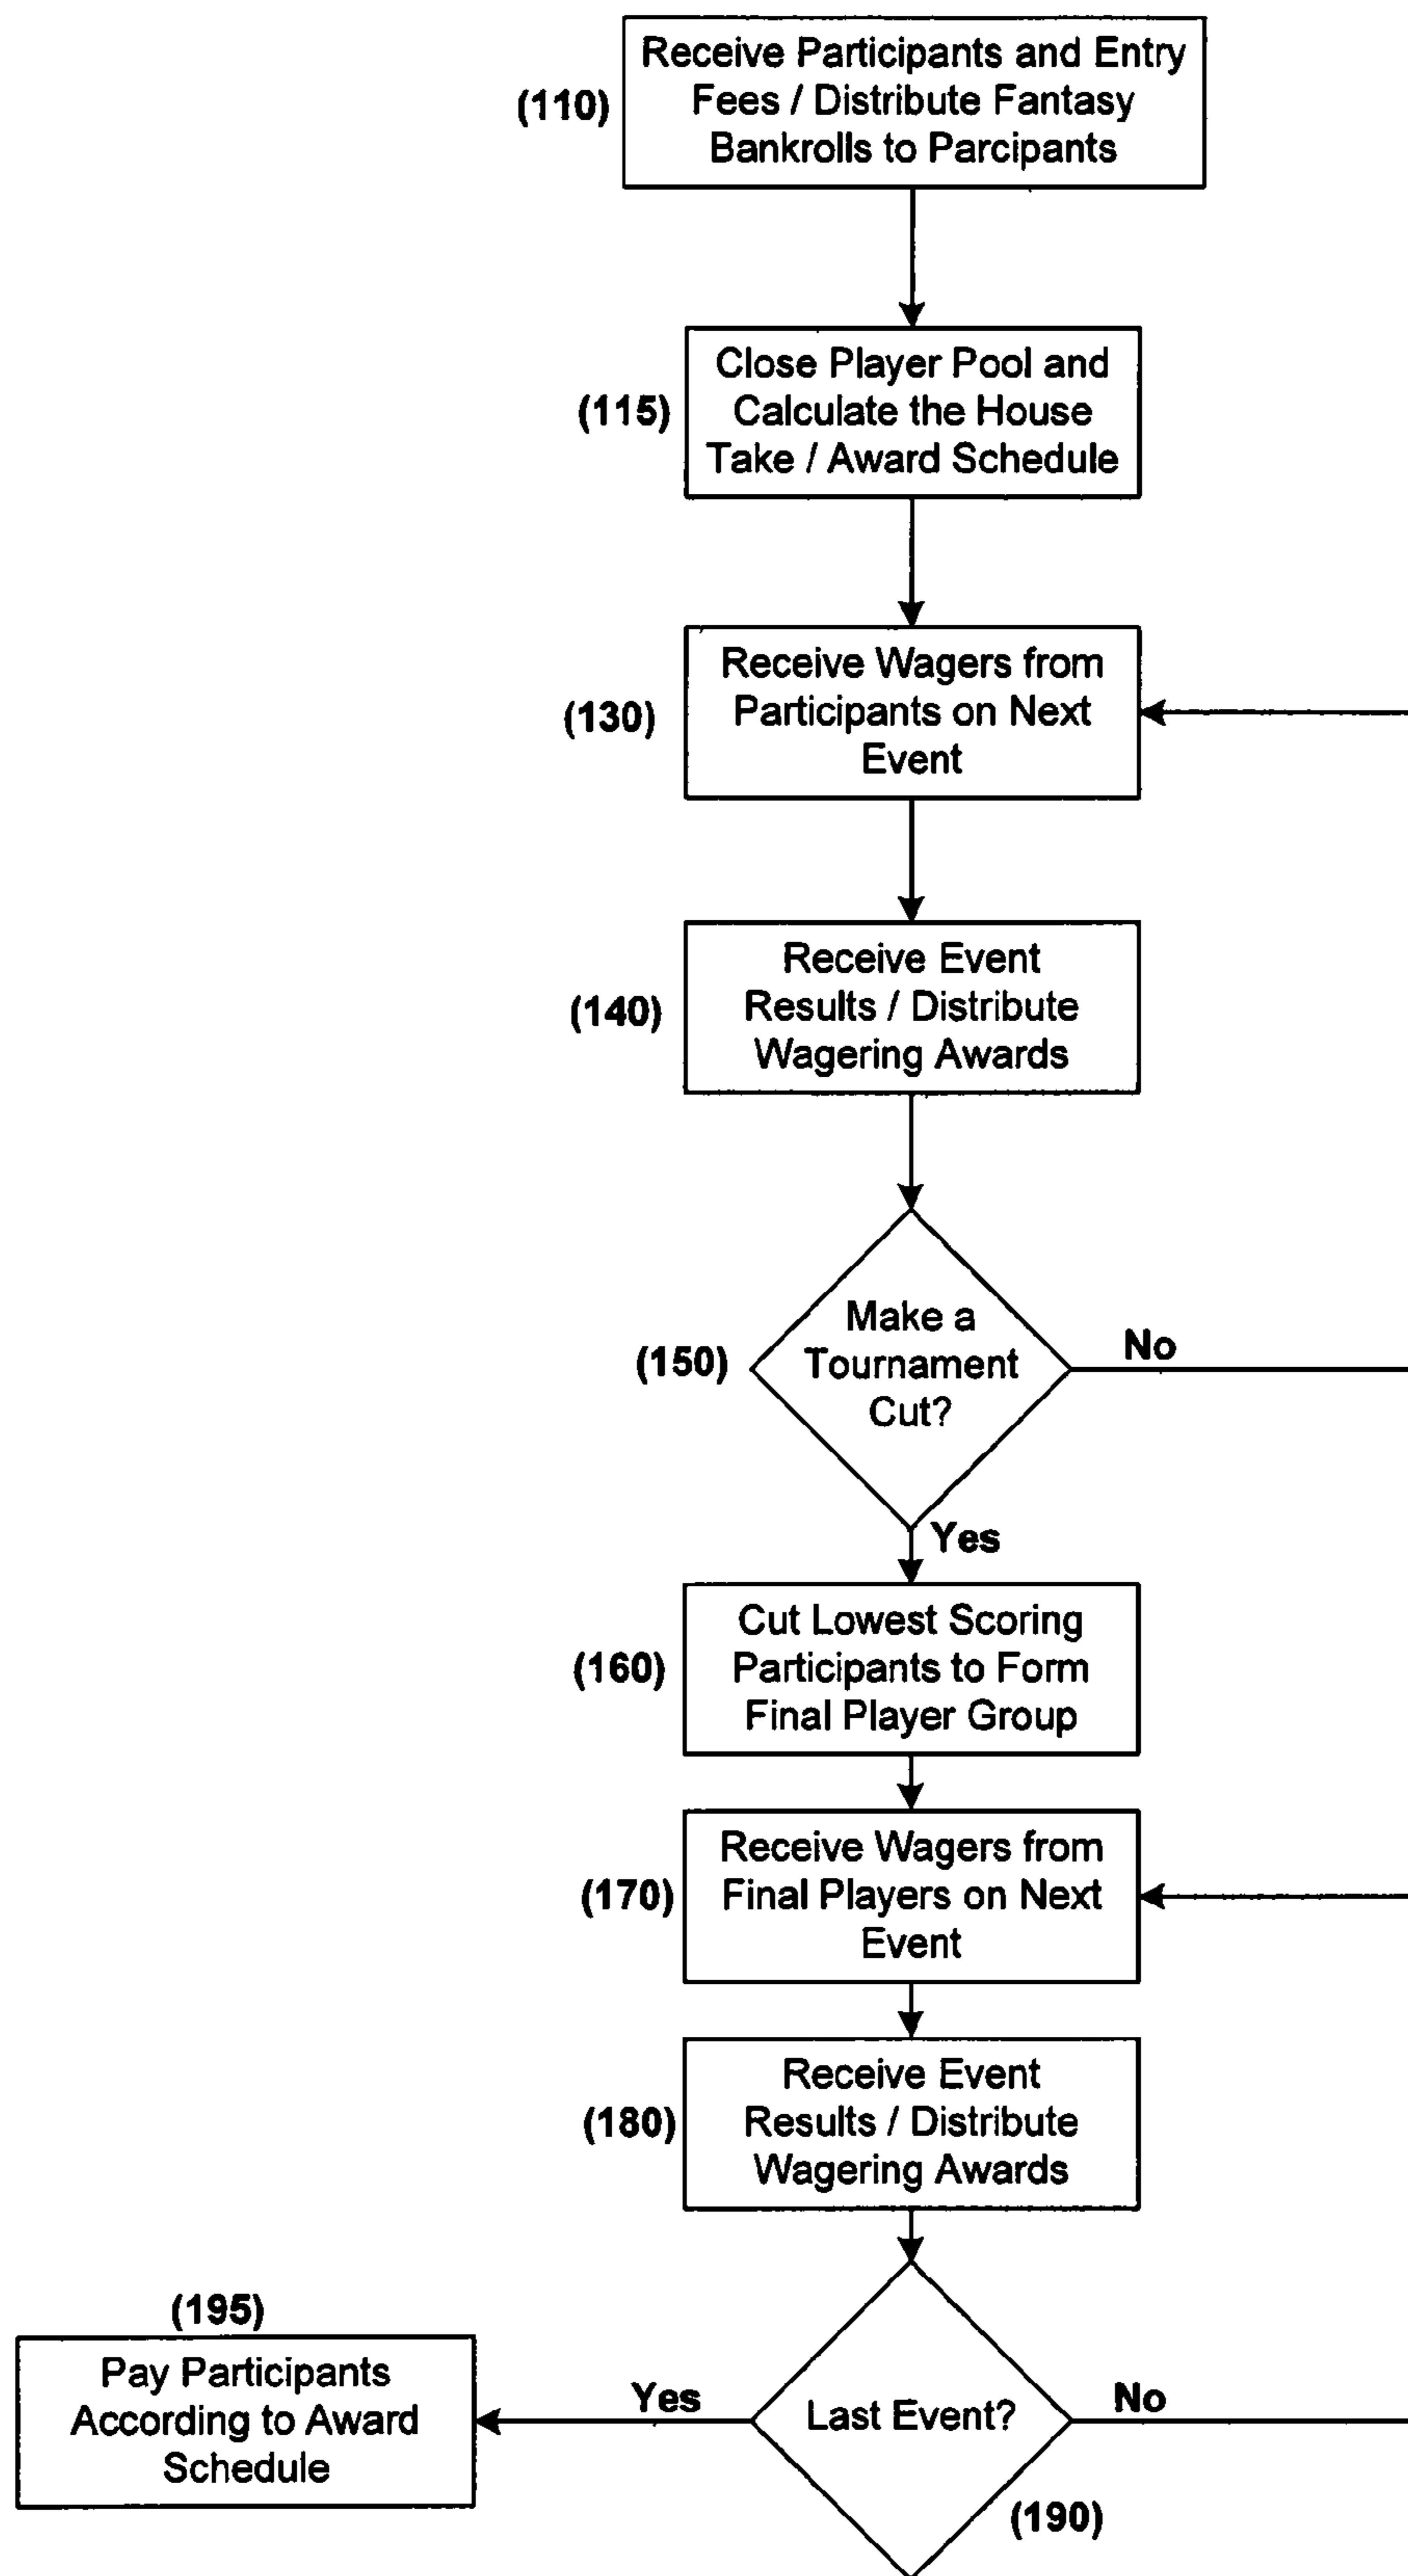 (110)
Receive Participants and Entry
Fees / Distribute Fantasy
Bankrolls to Parcipants
(115)
Close Player Pool and
Calculate the House
Take / Award Schedule
(130)
Receive Wagers from
Participants on Next
Event
(140)
Receive Event
Results / Distribute
Wagering Awards
(150)
Make a
Tournament
Cut?
No
Yes
(160)
Cut Lowest Scoring
Participants to Form
Final Player Group
(170)
Receive Wagers from
Final Players on Next
Event
(180)
Receive Event
Results / Distribute
Wagering Awards
(195)
Pay Participants
According to Award
Schedule
Yes
Last Event?
No
(190)